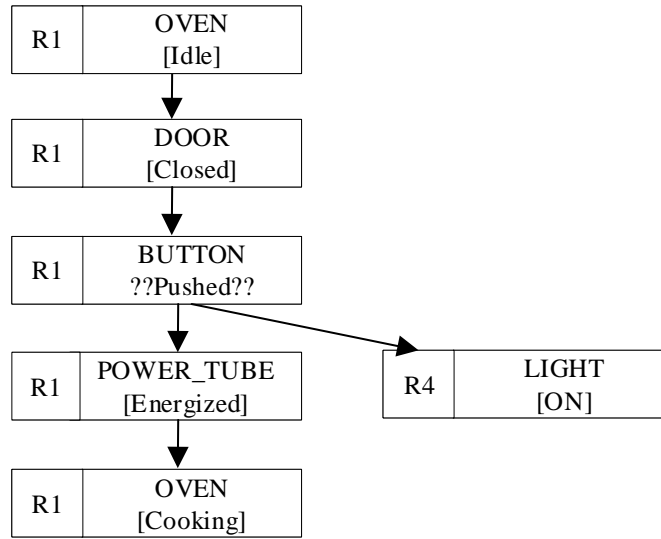 R1
OVEN
[Idle]
R1
DOOR
[Closed]
R1
BUTTON
??Pushed??
R1
POWER_TUBE
[Energized]
R4
LIGHT
[ON]
R1
OVEN
[Cooking]